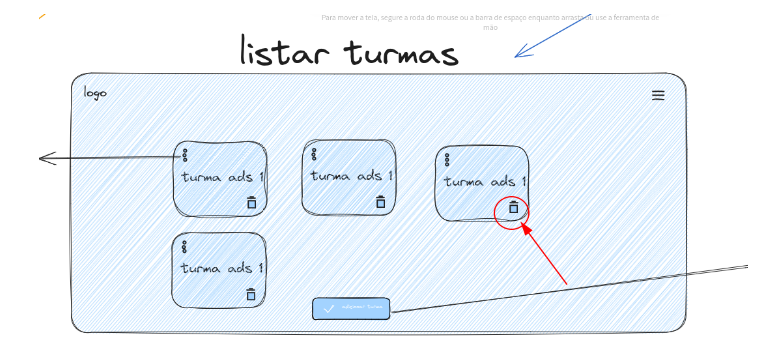 Para mover a tela, segure a roda do mouse ou a barra de espaço enquanto arrasta ou use a ferramenta de
mão
listar turmas
logo
turma ads 1
turma ads 1
turma ads 1
turma ads 1